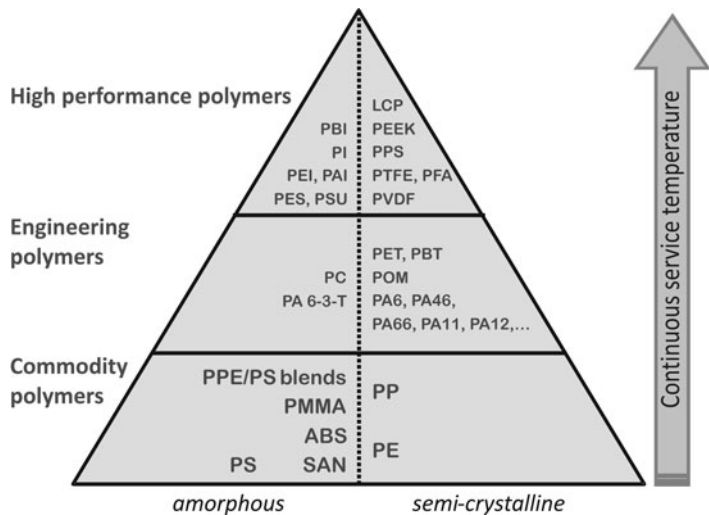 High performance polymers
LCP
PBI PEEK
PI PPS
PEI, PAI PTFE, PFA
PES, PSU PVDF
Engineering
polymers
PET, PBT
PC POM
PA 6-3-T PA6, PA46,
PA66, PA11, PA12,...
Commodity
polymers
PPE/PS blends PP
PMMA
ABS PE
PS SAN
amorphous semi-crystalline
Continuous service temperature